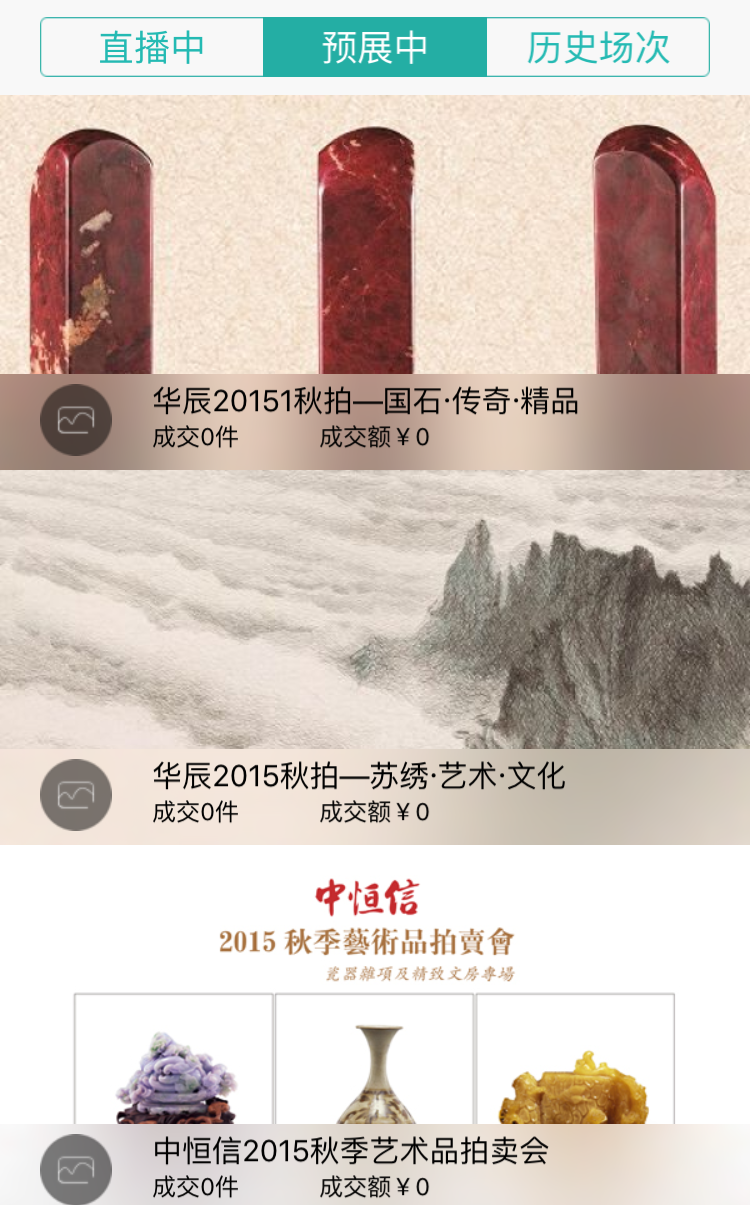 直播中 预展中 历史场次
华辰20151秋拍—国石·传奇·精品
成交0件 成交额￥0
华辰2015秋拍—苏绣·艺术·文化
成交0件 成交额￥0
中恒信
2015 秋季藝術品拍賣會
瓷器雜項及精致文房專場
中恒信2015秋季艺术品拍卖会
成交0件 成交额￥0